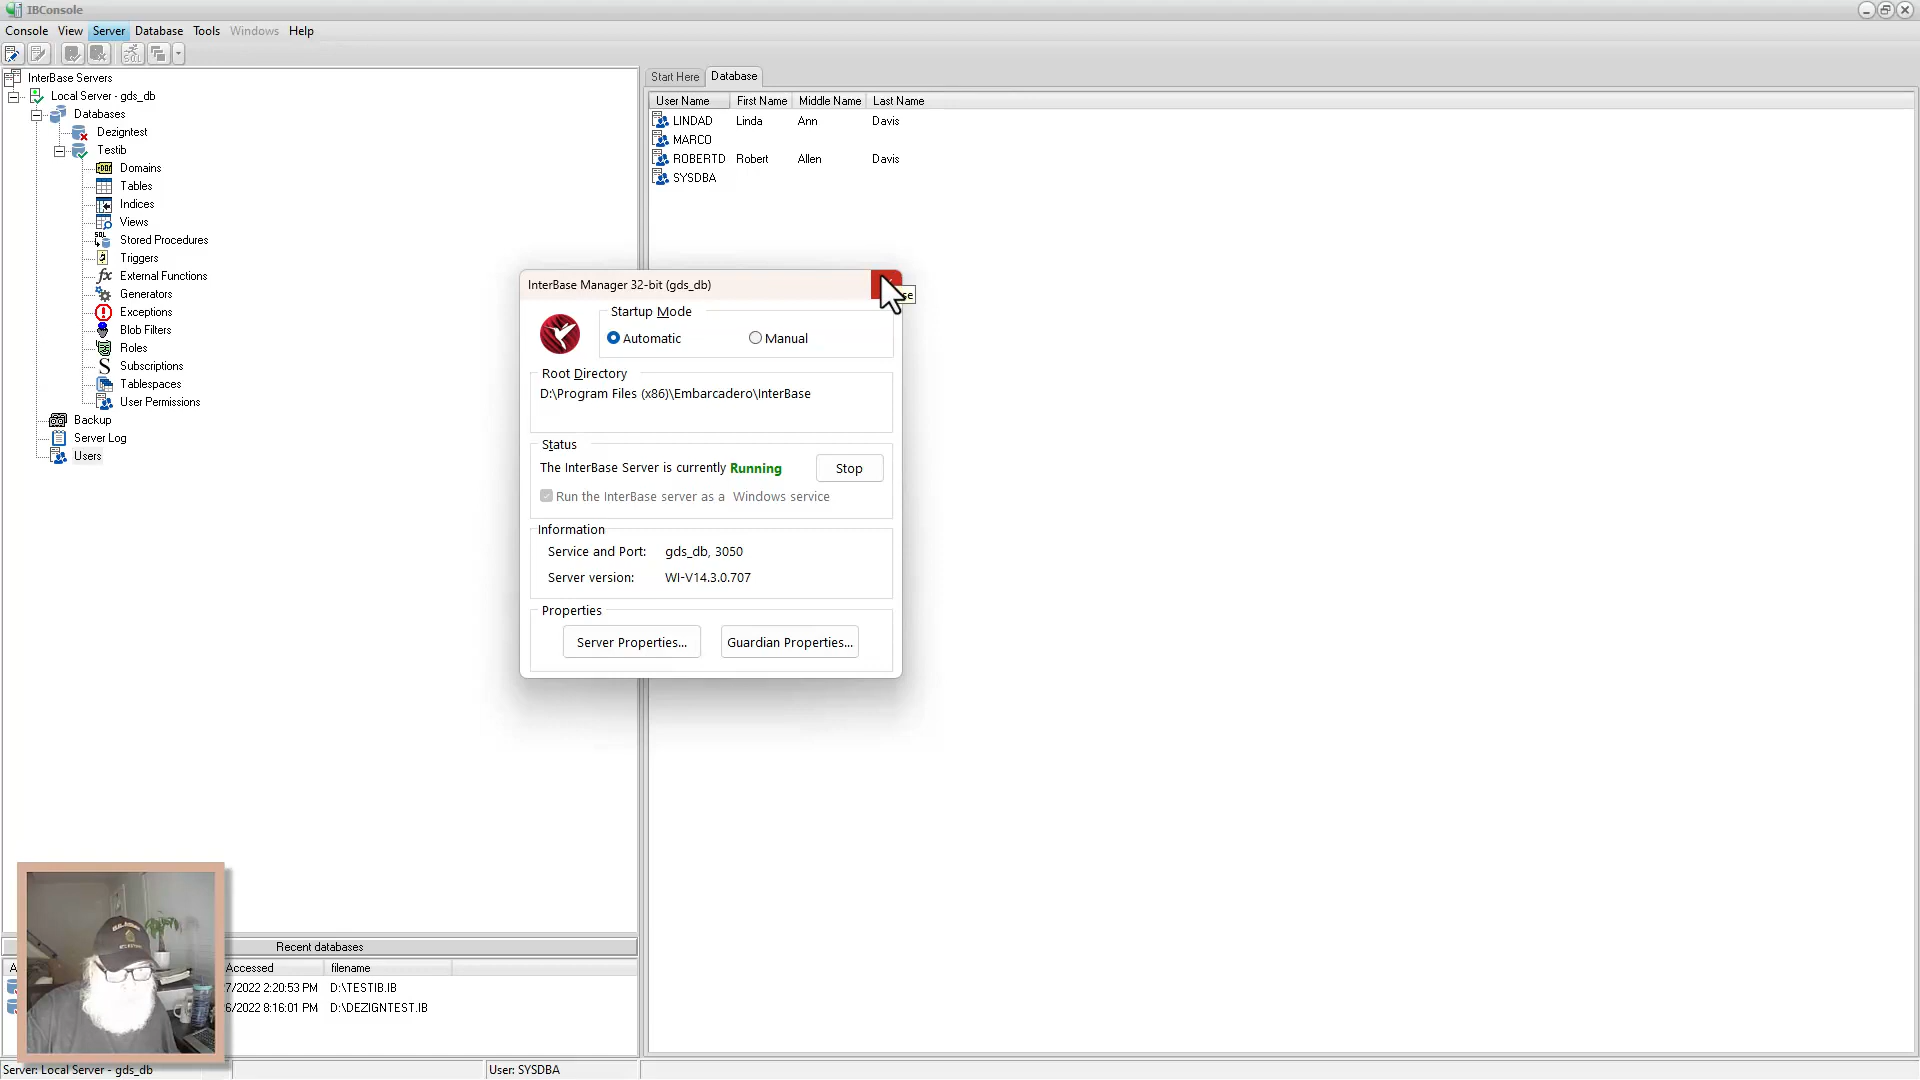 IBConsole
Console View Server Database Tools Windows Help
InterBase Servers
Local Server - gds_db
Databases
Dezigntest
Testib
Domains
Tables
Indices
Views
Stored Procedures
Triggers
External Functions
Generators
Exceptions
Blob Filters
Roles
Subscriptions
Tablespaces
User Permissions
Backup
Server Log
Users
Start Here Database
User Name First Name Middle Name Last Name
LINDAD Linda Ann Davis
MARCO
ROBERTD Robert Allen Davis
SYSDBA
InterBase Manager 32-bit (gds_db)
Startup Mode
Automatic Manual
Root Directory
D:\Program Files (x86)\Embarcadero\InterBase
Status
The InterBase Server is currently Running Stop
Run the InterBase server as a Windows service
Information
Service and Port: gds_db, 3050
Server version: WI-V14.3.0.707
Properties
Server Properties... Guardian Properties...
Recent databases
Accessed filename
7/2022 2:20:53 PM D:\TESTIB.IB
6/2022 8:16:01 PM D:\DEZIGNTEST.IB
Server: Local Server - gds_db User: SYSDBA